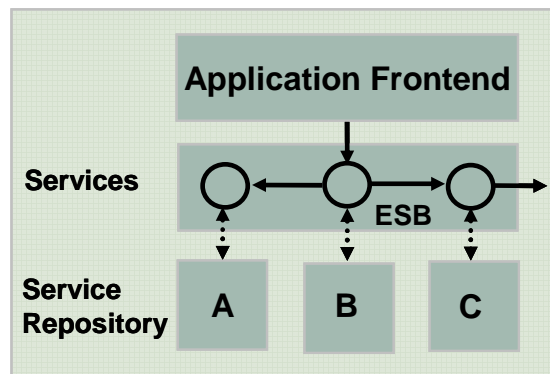 Application Frontend
Services
ESB
Service
Repository
A
B
C